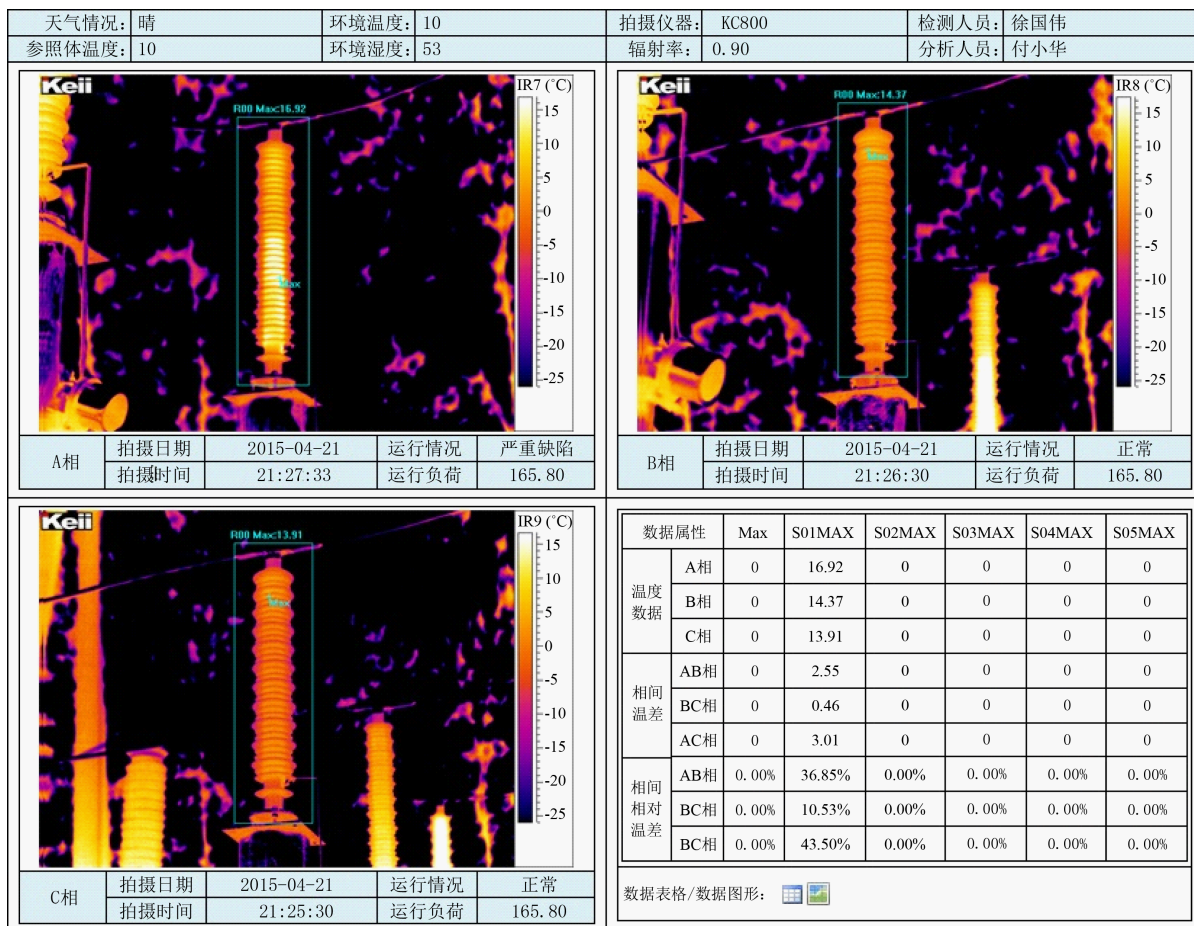 天气情况：晴 环境温度：10 拍摄仪器： KC800 检测人员：徐国伟
参照体温度：10 环境湿度：53 辐射率：0.90 分析人员：付小华
Keii
R00 Max:16.92
Max
IR7 (℃)
15
10
5
0
-5
-10
-15
-20
-25
A相 拍摄日期 2015-04-21 运行情况 严重缺陷
拍摄时间 21:27:33 运行负荷 165.80
Keii
R00 Max:14.37
Max
IR8 (℃)
15
10
5
0
-5
-10
-15
-20
-25
B相 拍摄日期 2015-04-21 运行情况 正常
拍摄时间 21:26:30 运行负荷 165.80
Keii
R00 Max:13.91
Max
IR9 (℃)
15
10
5
0
-5
-10
-15
-20
-25
C相 拍摄日期 2015-04-21 运行情况 正常
拍摄时间 21:25:30 运行负荷 165.80
数据属性 Max S01MAX S02MAX S03MAX S04MAX S05MAX
温度数据
A相 0 16.92 0 0 0 0
B相 0 14.37 0 0 0 0
C相 0 13.91 0 0 0 0
相间温差
AB相 0 2.55 0 0 0 0
BC相 0 0.46 0 0 0 0
AC相 0 3.01 0 0 0 0
相间相对温差
AB相 0.00% 36.85% 0.00% 0.00% 0.00% 0.00%
BC相 0.00% 10.53% 0.00% 0.00% 0.00% 0.00%
BC相 0.00% 43.50% 0.00% 0.00% 0.00% 0.00%
数据表格/数据图形：